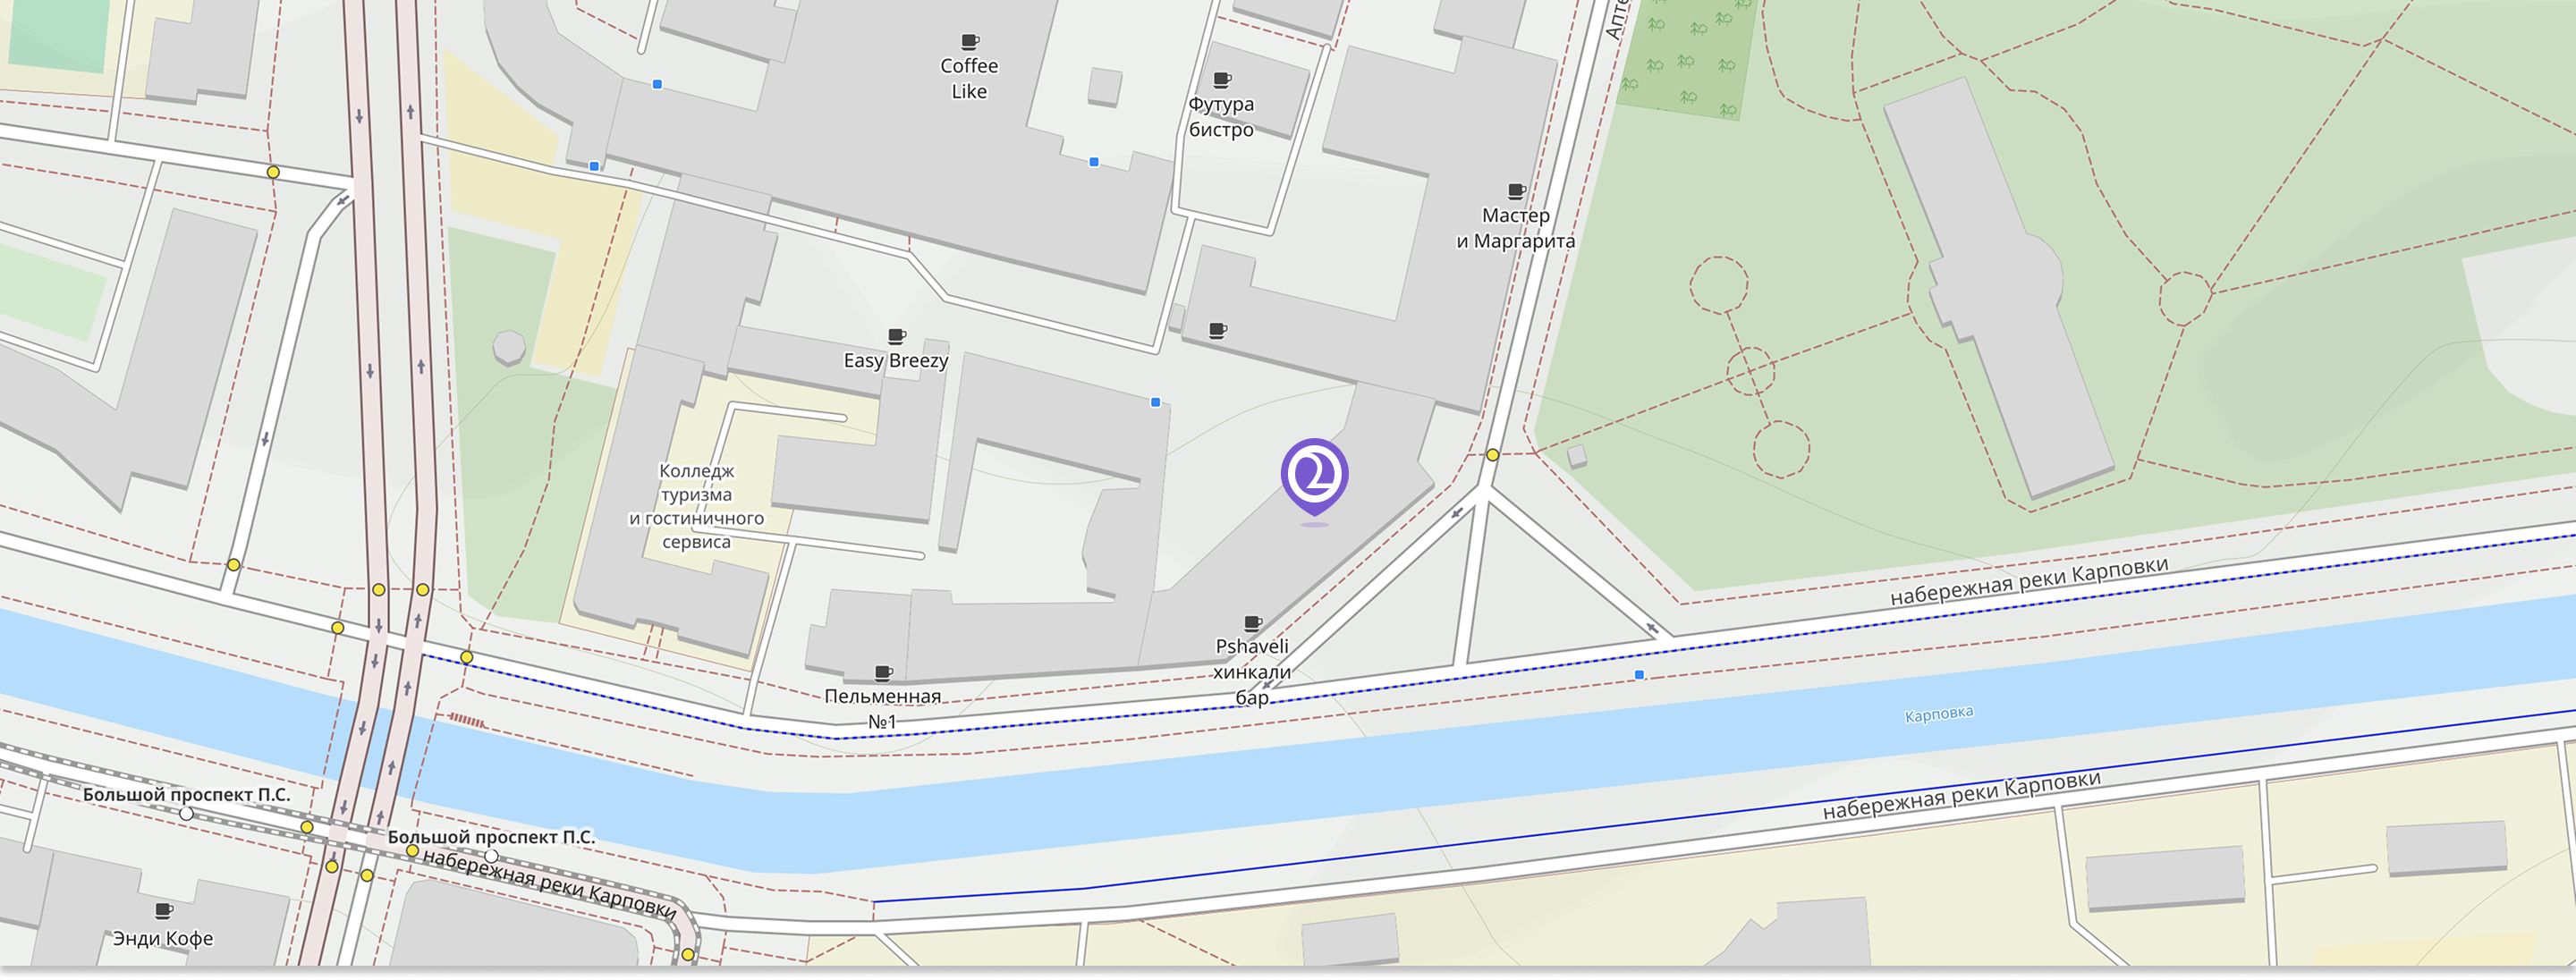 Coffee
Like
Футура
бистро
Мастер
и Маргарита
Easy Breezy
Колледж
туризма
и гостиничного
сервиса
2
набережная реки Карповки
Pshaveli
хинкали
бар
Пельменная
№1
Карповка
набережная реки Карповки
Большой проспект П.С.
Большой проспект П.С.
набережная реки Карповки
Энди Кофе